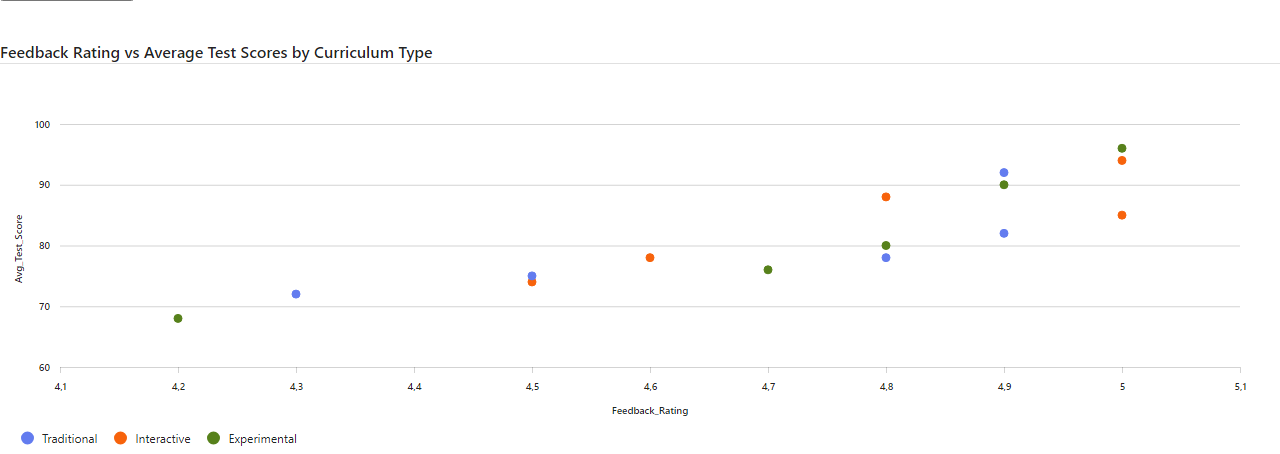 Feedback Rating vs Average Test Scores by Curriculum Type
100
90
80
70
60
Avg_Test_Score
4,1 4,2 4,3 4,4 4,5 4,6 4,7 4,8 4,9 5 5,1
Feedback_Rating
Traditional Interactive Experimental